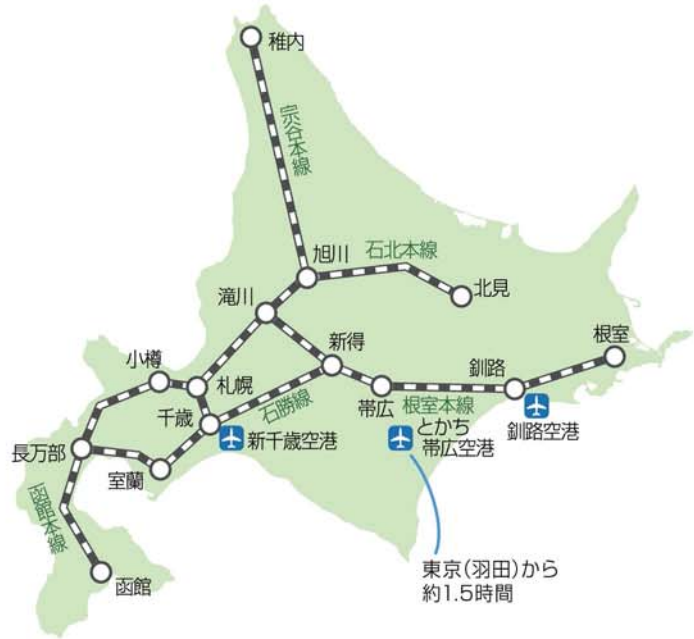 稚内
宗谷本線
旭川
石北本線
滝川
北見
新得
根室
小樽
釧路
札幌
千歳
石勝線
帯広
根室本線
とかち
帯広空港
釧路空港
新千歳空港
長万部
室蘭
函館本線
函館
東京(羽田)から
約1.5時間